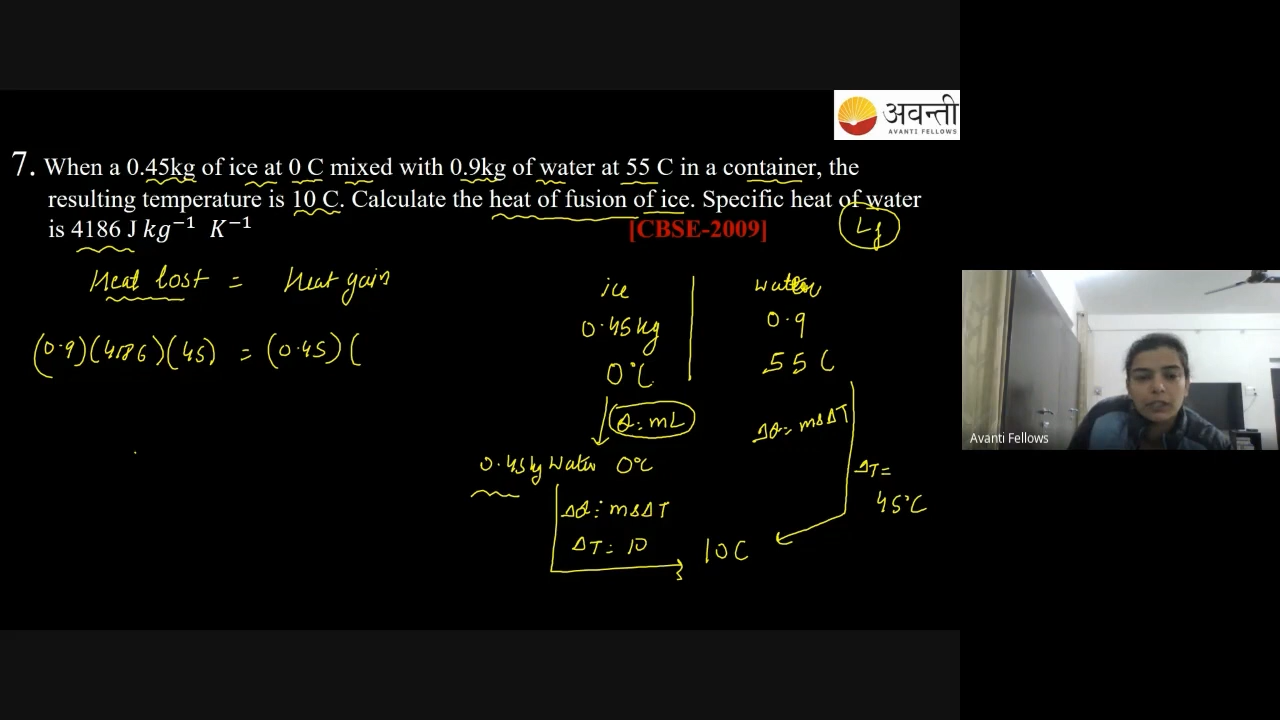 अवन्ती
AVANTI FELLOWS
7. When a 0.45kg of ice at 0 C mixed with 0.9kg of water at 55 C in a container, the
resulting temperature is 10 C. Calculate the heat of fusion of ice. Specific heat of water
is 4186 J kg⁻¹ K⁻¹
[CBSE-2009]
Lf
Heat lost = Heat gain
(0.9)(4186)(45) = (0.45)(
ice
0.45kg
0°C
Q = mL
0.45kg Water 0°C
ΔQ = msΔT
ΔT = 10
water
0.9
55 C
ΔQ = msΔT
ΔT =
45°C
10C
Avanti Fellows